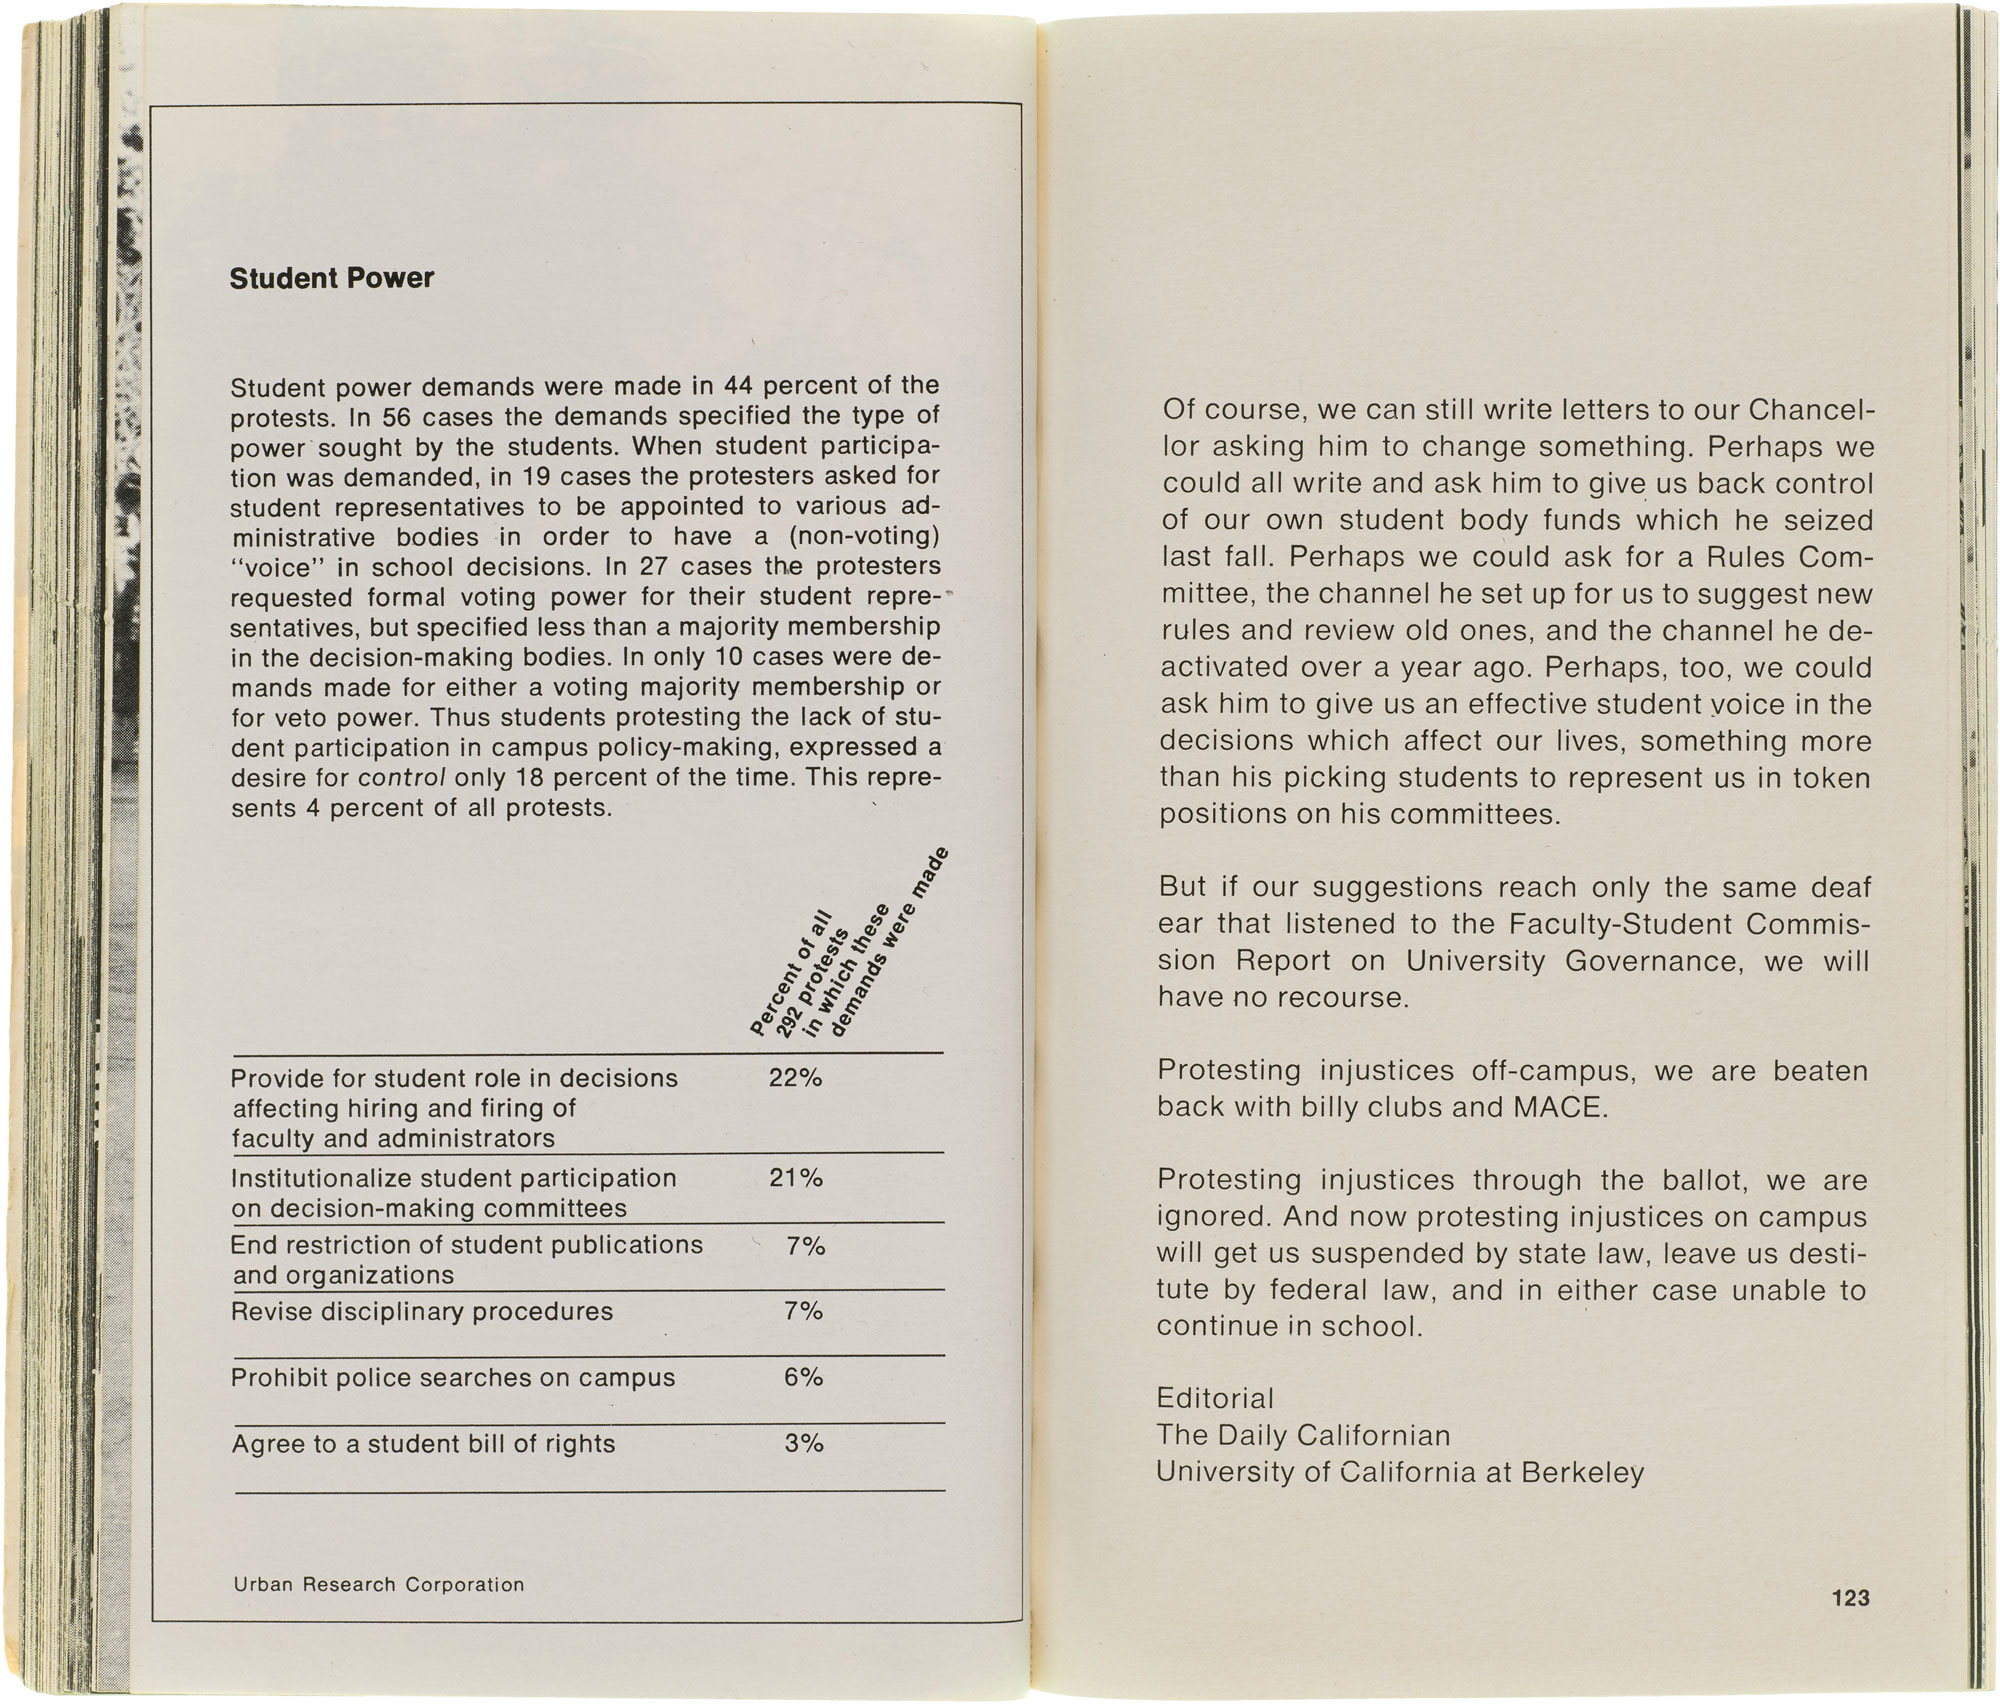 Student Power
Student power demands were made in 44 percent of the
protests. In 56 cases the demands specified the type of
power sought by the students. When student participa-
tion was demanded, in 19 cases the protesters asked for
student representatives to be appointed to various ad-
ministrative bodies in order to have a (non-voting)
“voice” in school decisions. In 27 cases the protesters
requested formal voting power for their student repre-
sentatives, but specified less than a majority membership
in the decision-making bodies. In only 10 cases were de-
mands made for either a voting majority membership or
for veto power. Thus students protesting the lack of stu-
dent participation in campus policy-making, expressed a
desire for control only 18 percent of the time. This repre-
sents 4 percent of all protests.
Percent of all
292 protests
in which these
demands were made
Provide for student role in decisions 22%
affecting hiring and firing of
faculty and administrators
Institutionalize student participation 21%
on decision-making committees
End restriction of student publications 7%
and organizations
Revise disciplinary procedures 7%
Prohibit police searches on campus 6%
Agree to a student bill of rights 3%
Urban Research Corporation
Of course, we can still write letters to our Chancel-
lor asking him to change something. Perhaps we
could all write and ask him to give us back control
of our own student body funds which he seized
last fall. Perhaps we could ask for a Rules Com-
mittee, the channel he set up for us to suggest new
rules and review old ones, and the channel he de-
activated over a year ago. Perhaps, too, we could
ask him to give us an effective student voice in the
decisions which affect our lives, something more
than his picking students to represent us in token
positions on his committees.
But if our suggestions reach only the same deaf
ear that listened to the Faculty-Student Commis-
sion Report on University Governance, we will
have no recourse.
Protesting injustices off-campus, we are beaten
back with billy clubs and MACE.
Protesting injustices through the ballot, we are
ignored. And now protesting injustices on campus
will get us suspended by state law, leave us desti-
tute by federal law, and in either case unable to
continue in school.
Editorial
The Daily Californian
University of California at Berkeley
123